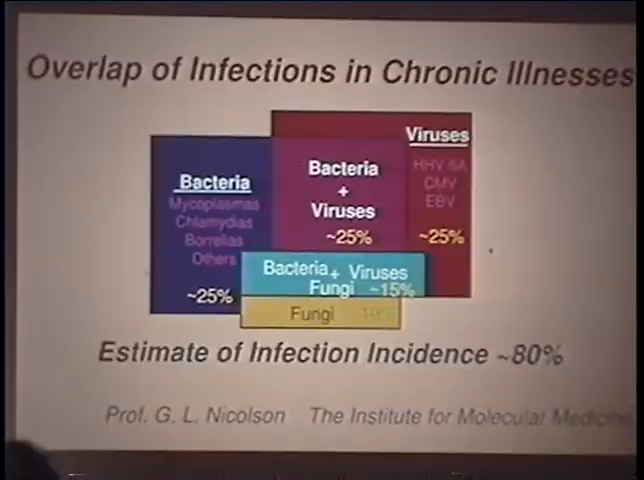 Overlap of Infections in Chronic Illnesses
Viruses
HHV-6A
CMV
EBV
~25%
Bacteria
+
Viruses
~25%
Bacteria
Mycoplasmas
Chlamydias
Borrelias
Others
~25%
Bacteria + Viruses
Fungi ~15%
Fungi
Estimate of Infection Incidence ~80%
Prof. G. L. Nicolson The Institute for Molecular Medicine